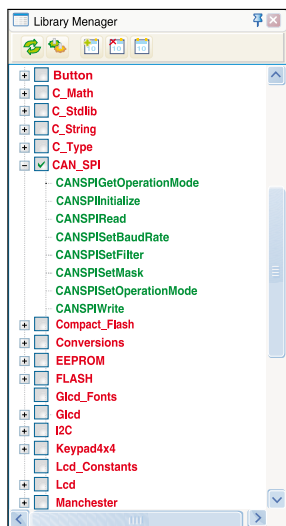 Library Menager
Button
C_Math
C_Stdlib
C_String
C_Type
CAN_SPI
CANSPIGetOperationMode
CANSPIInitialize
CANSPIRead
CANSPISetBaudRate
CANSPISetFilter
CANSPISetMask
CANSPISetOperationMode
CANSPIWrite
Compact_Flash
Conversions
EEPROM
FLASH
Glcd_Fonts
Glcd
I2C
Keypad4x4
Lcd_Constants
Lcd
Manchester